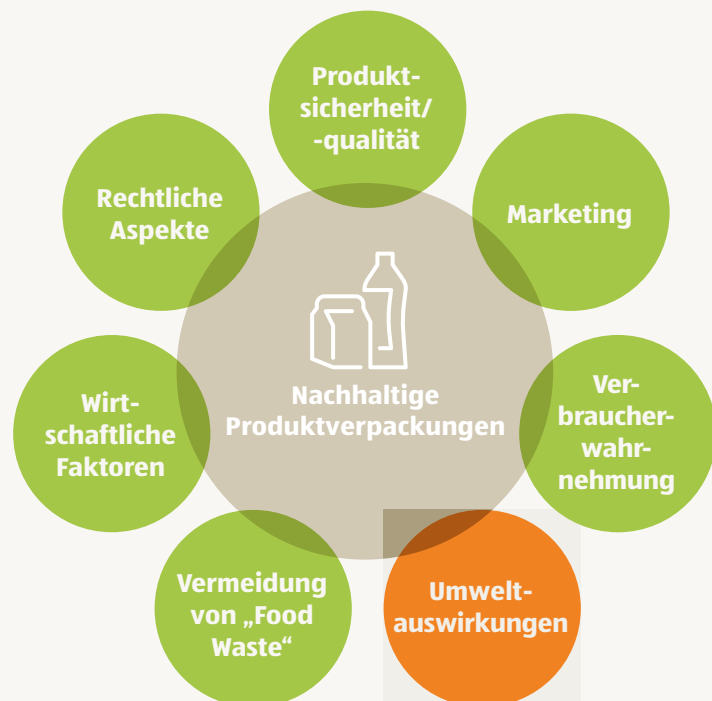 Produkt-
sicherheit/
-qualität
Rechtliche
Aspekte
Marketing
Nachhaltige
Produktverpackungen
Wirt-
schaftliche
Faktoren
Ver-
braucher-
wahr-
nehmung
Vermeidung
von „Food
Waste“
Umwelt-
auswirkungen